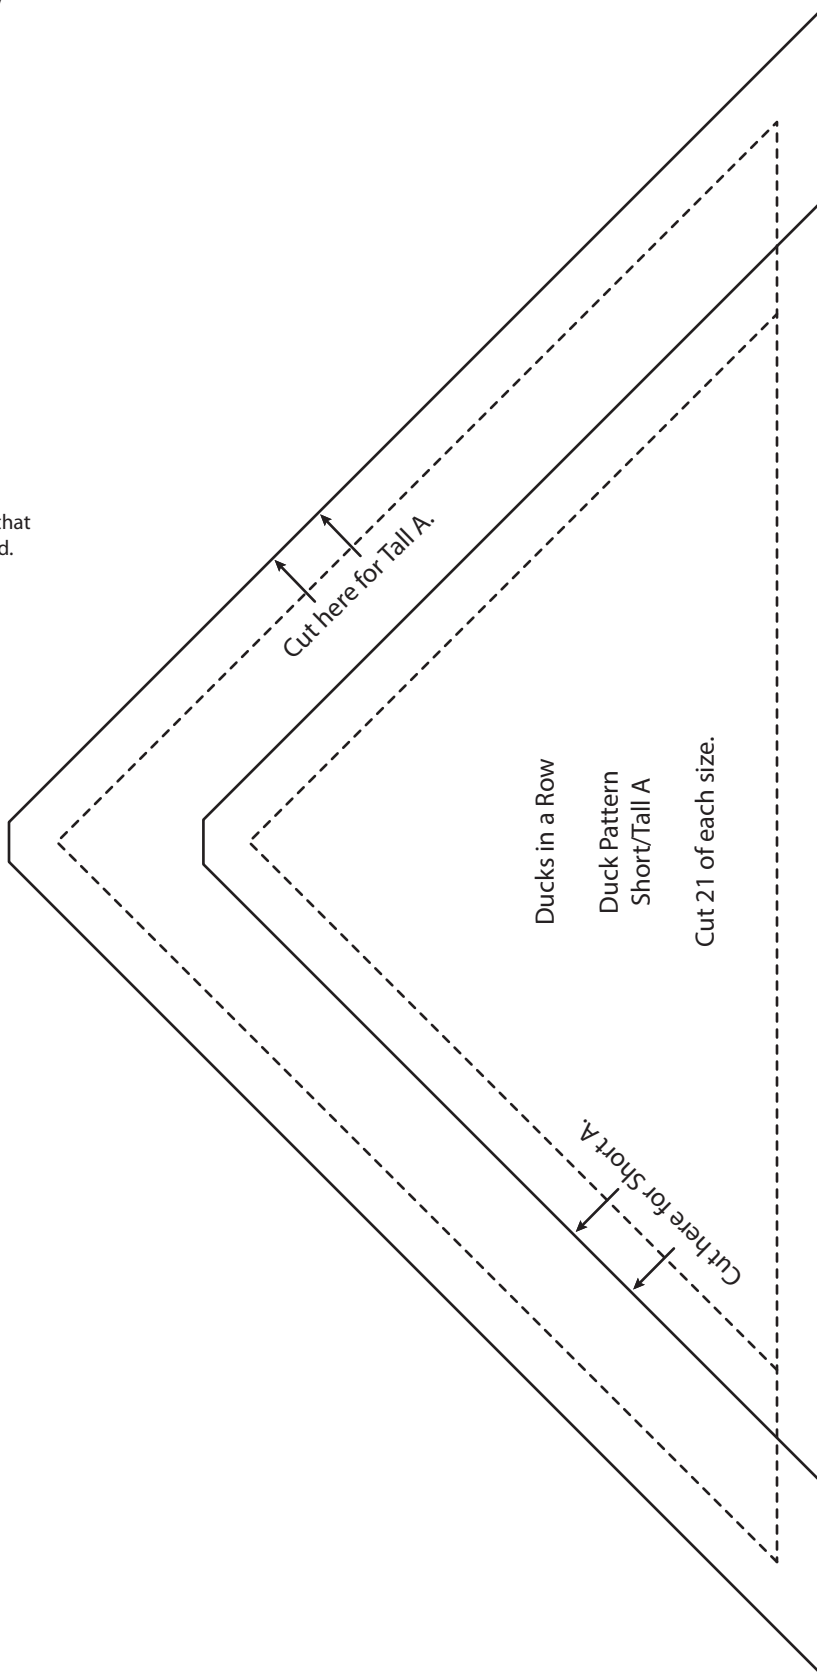 that
d.
Cut here for Tall A.
Ducks in a Row
Duck Pattern
Short/Tall A
Cut 21 of each size.
Cut here for Short A.